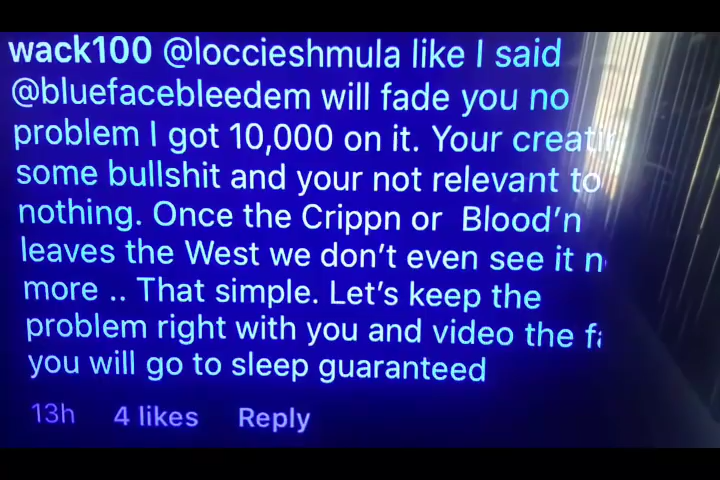 wack100 @loccieshmula like I said
@bluefacebleedem will fade you no
problem I got 10,000 on it. Your
some bullshit and your not relevant to
nothing. Once the Crippn or Blood'n
leaves the West we don't even see it
more .. That simple. Let's keep the
problem right with you and video the
you will go to sleep guaranteed
13h 4 likes Reply